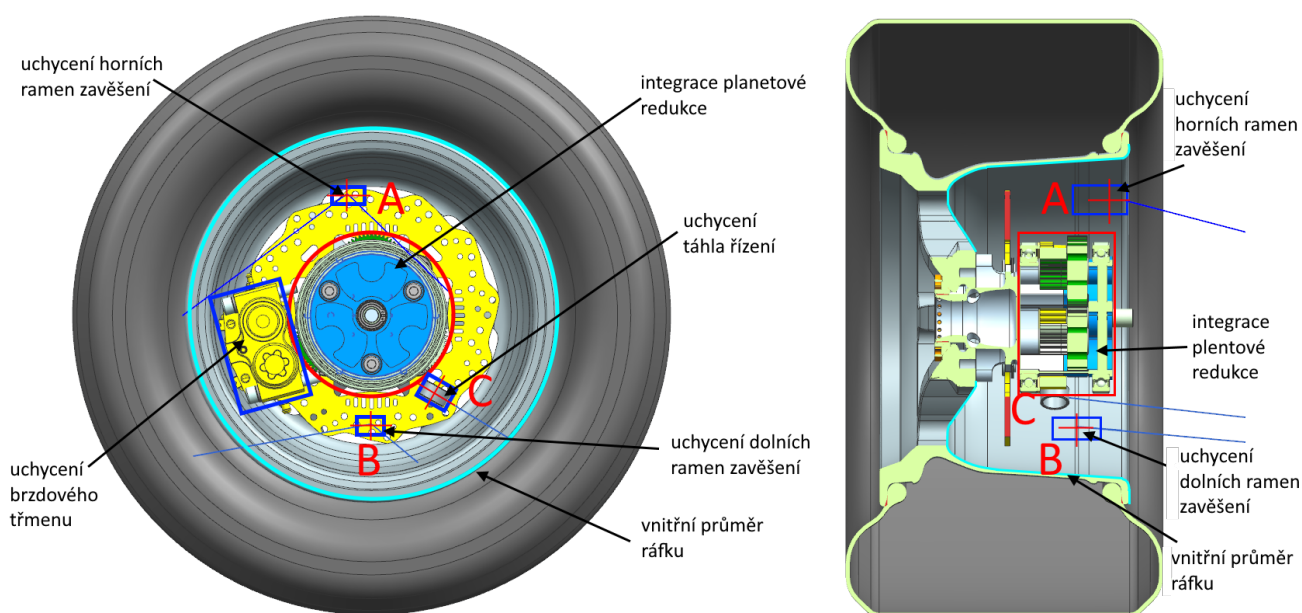 uchycení horních
ramen zavěšení
integrace planetové
redukce
A
uchycení
táhla řízení
C
B
uchycení dolních
ramen zavěšení
uchycení
brzdového
třmenu
vnitřní průměr
ráfku
uchycení
horních ramen
zavěšení
A
integrace
plentové
redukce
C
B
uchycení
dolních ramen
zavěšení
vnitřní průměr
ráfku